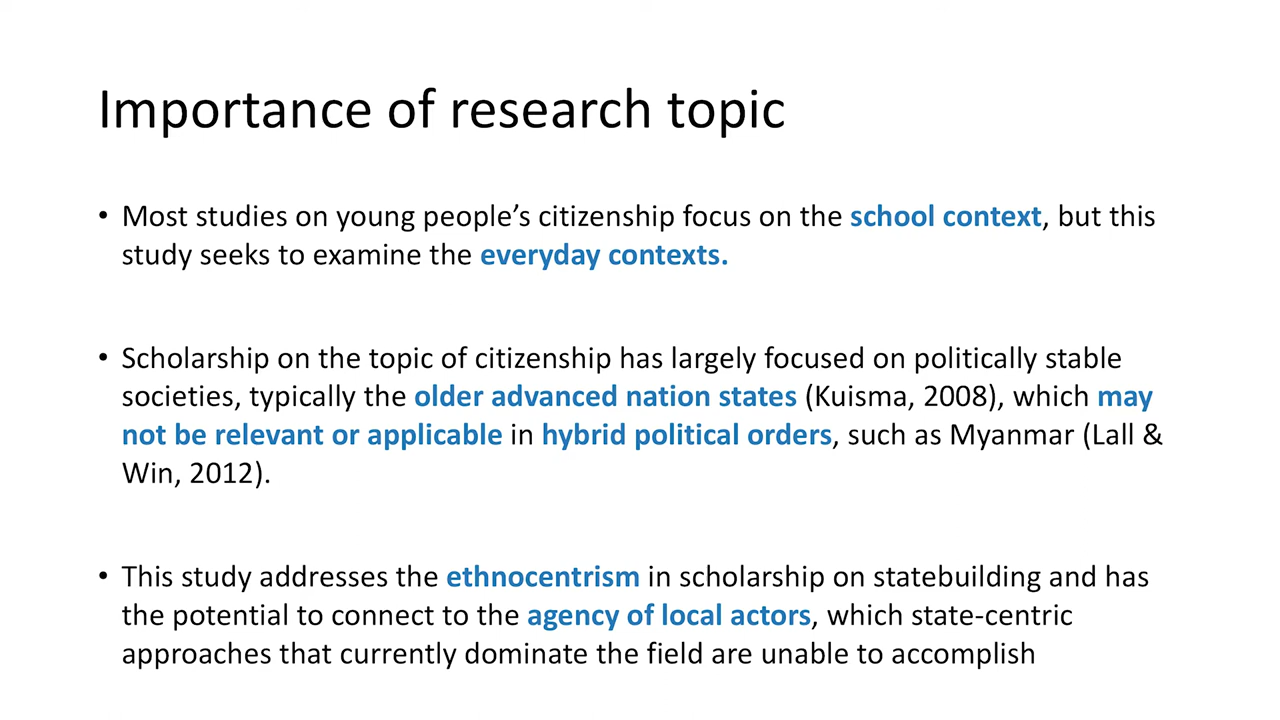 Importance of research topic
• Most studies on young people’s citizenship focus on the school context, but this
study seeks to examine the everyday contexts.
• Scholarship on the topic of citizenship has largely focused on politically stable
societies, typically the older advanced nation states (Kuisma, 2008), which may
not be relevant or applicable in hybrid political orders, such as Myanmar (Lall &
Win, 2012).
• This study addresses the ethnocentrism in scholarship on statebuilding and has
the potential to connect to the agency of local actors, which state-centric
approaches that currently dominate the field are unable to accomplish